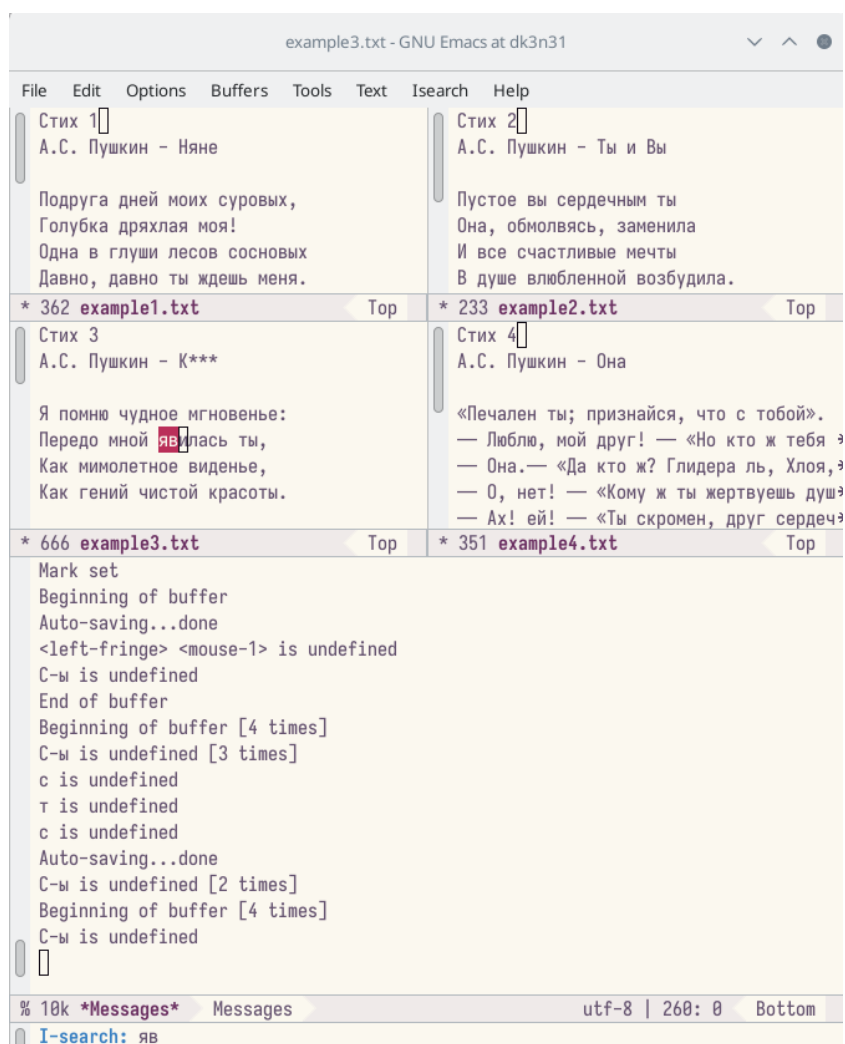 example3.txt - GNU Emacs at dk3n31
File Edit Options Buffers Tools Text Isearch Help
Стих 1
А.С. Пушкин - Няне
Подруга дней моих суровых,
Голубка дряхлая моя!
Одна в глуши лесов сосновых
Давно, давно ты ждешь меня.
* 362 example1.txt Top
Стих 2
А.С. Пушкин - Ты и Вы
Пустое вы сердечным ты
Она, обмолвясь, заменила
И все счастливые мечты
В душе влюбленной возбудила.
* 233 example2.txt Top
Стих 3
А.С. Пушкин - К***
Я помню чудное мгновенье:
Передо мной явилась ты,
Как мимолетное виденье,
Как гений чистой красоты.
* 666 example3.txt Top
Стих 4
А.С. Пушкин - Она
«Печален ты; признайся, что с тобой».
— Люблю, мой друг! — «Но кто ж тебя
— Она.— «Да кто ж? Глидера ль, Хлоя,
— О, нет! — «Кому ж ты жертвуешь душ
— Ах! ей! — «Ты скромен, друг сердеч
* 351 example4.txt Top
Mark set
Beginning of buffer
Auto-saving...done
<left-fringe> <mouse-1> is undefined
C-ы is undefined
End of buffer
Beginning of buffer [4 times]
C-ы is undefined [3 times]
с is undefined
т is undefined
с is undefined
Auto-saving...done
C-ы is undefined [2 times]
Beginning of buffer [4 times]
C-ы is undefined
% 10k *Messages* Messages utf-8 | 260: 0 Bottom
I-search: яв